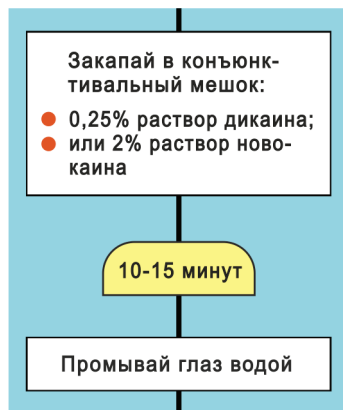 Закапай в конъюнк-
тивальный мешок:
0,25% раствор дикаина;
или 2% раствор ново-
каина
10-15 минут
Промывай глаз водой